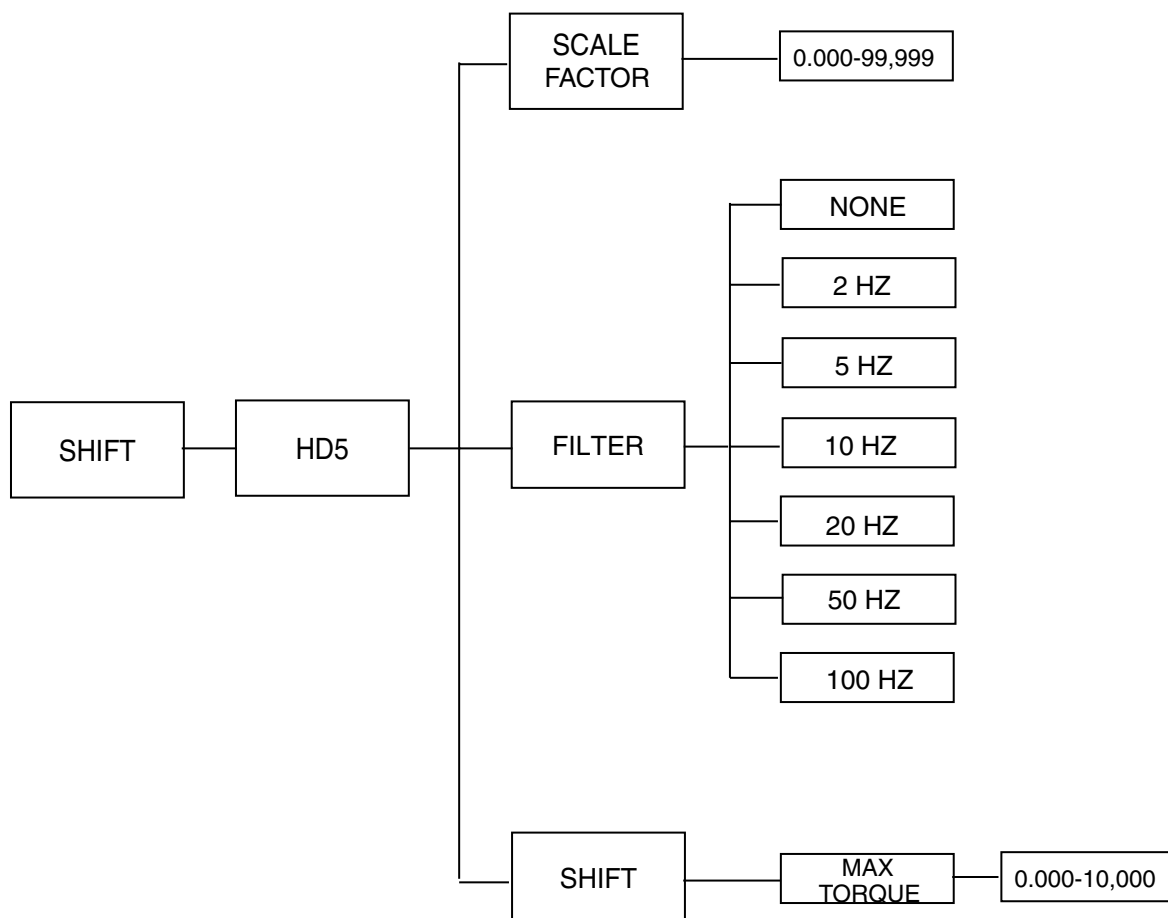 SCALE
FACTOR
0.000-99,999
NONE
2 HZ
5 HZ
SHIFT
HD5
FILTER
10 HZ
20 HZ
50 HZ
100 HZ
SHIFT
MAX
TORQUE
0.000-10,000